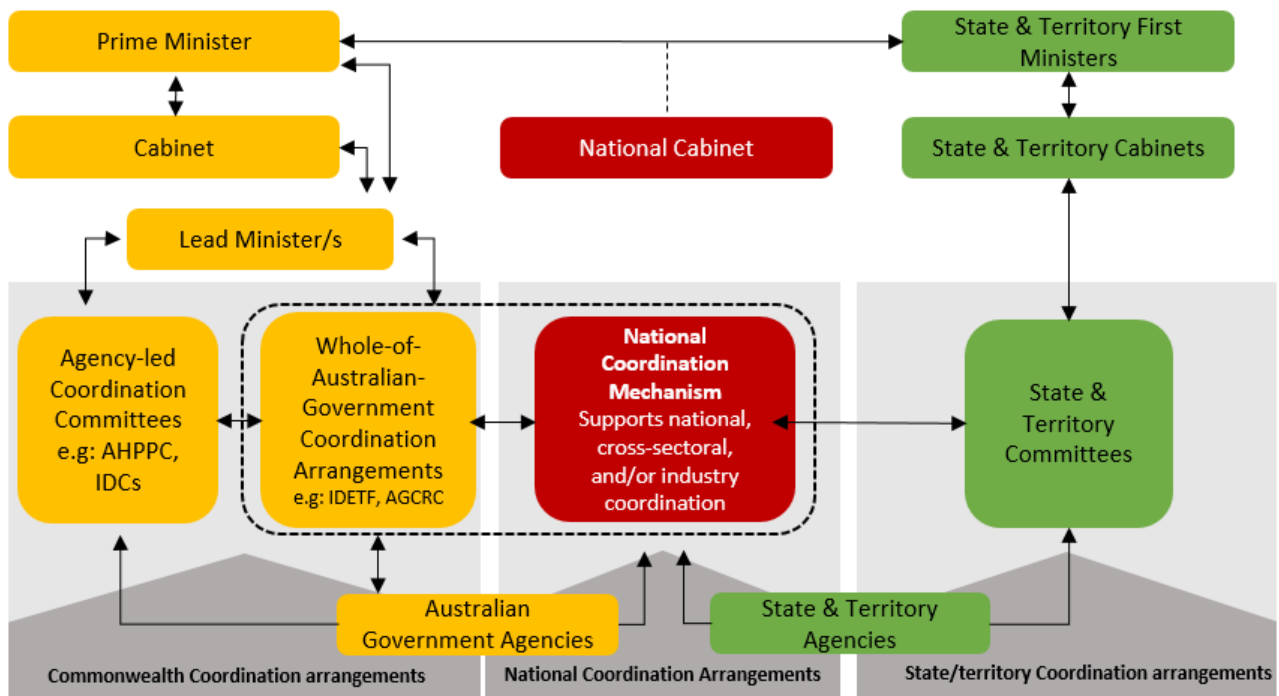 Prime Minister
State & Territory First
Ministers
Cabinet
National Cabinet
State & Territory Cabinets
Lead Minister/s
Agency-led
Coordination
Committees
e.g: AHPPC,
IDCs
Whole-of-
Australian-
Government
Coordination
Arrangements
e.g: IDETF, AGCRC
National
Coordination
Mechanism
Supports national,
cross-sectoral,
and/or industry
coordination
State &
Territory
Committees
Australian
Government Agencies
State & Territory
Agencies
Commonwealth Coordination arrangements
National Coordination Arrangements
State/territory Coordination arrangements